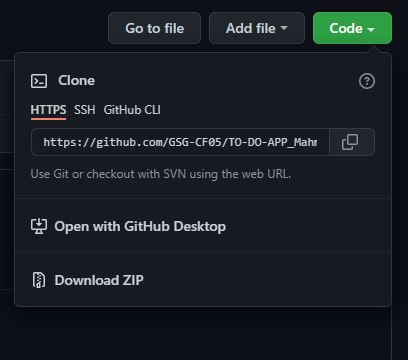 Go to file Add file Code
Clone
HTTPS SSH GitHub CLI
https://github.com/GSG-CF05/TO-DO-APP_Mahm
Use Git or checkout with SVN using the web URL.
Open with GitHub Desktop
Download ZIP